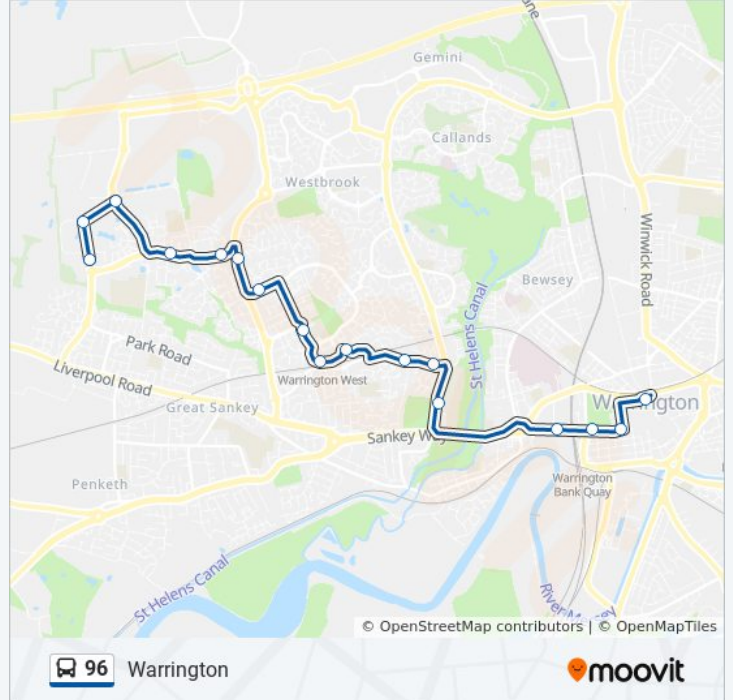 ane
Gemini
Callands
Westbrook
Winwick Road
Bewsey
St Helens Canal
Park Road
Liverpool Road
Warrington West
Great Sankey
Sankey Way
Warrington
Penketh
Warrington
Bank Quay
St Helens Canal
River Mersey
© OpenStreetMap contributors | © OpenMapTiles
96 Warrington
moovit